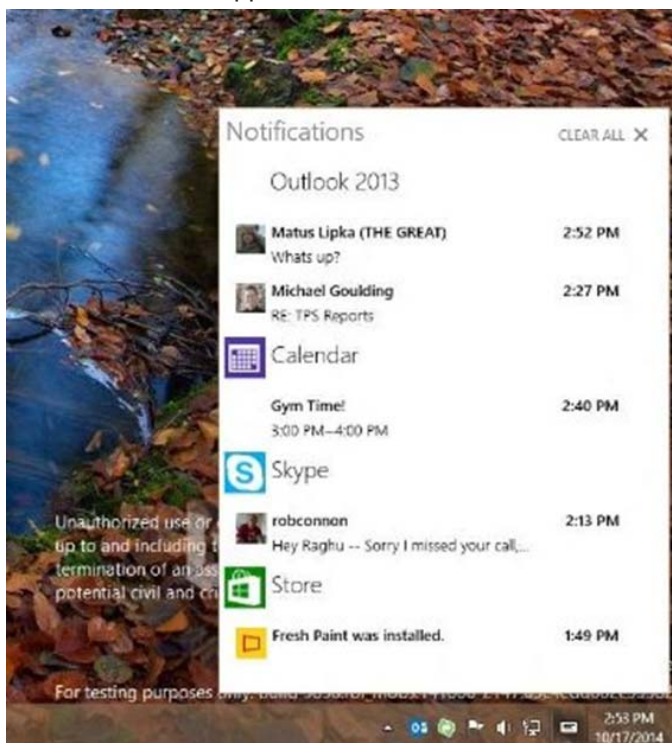 Notifications
CLEAR ALL X
Outlook 2013
Matus Lipka (THE GREAT) 2:52 PM
Whats up?
Michael Goulding 2:27 PM
RE: TPS Reports
Calendar
Gym Time! 2:40 PM
3:00 PM–4:00 PM
Skype
robconnon 2:13 PM
Hey Raghu -- Sorry I missed your call,...
Store
Fresh Paint was installed. 1:49 PM
Unauthorized use or
up to and including
termination of an
potential civil and
For testing purposes only. Build
2:53 PM
10/17/2014